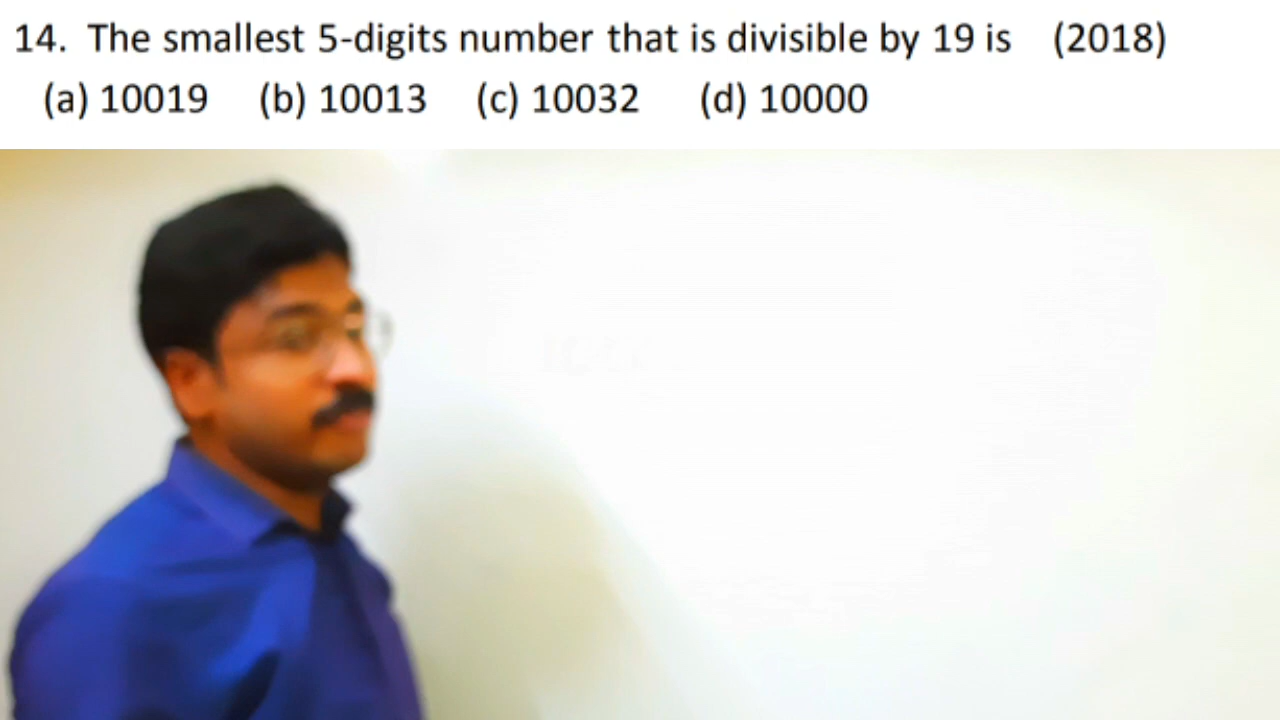 14. The smallest 5-digits number that is divisible by 19 is (2018)
(a) 10019 (b) 10013 (c) 10032 (d) 10000